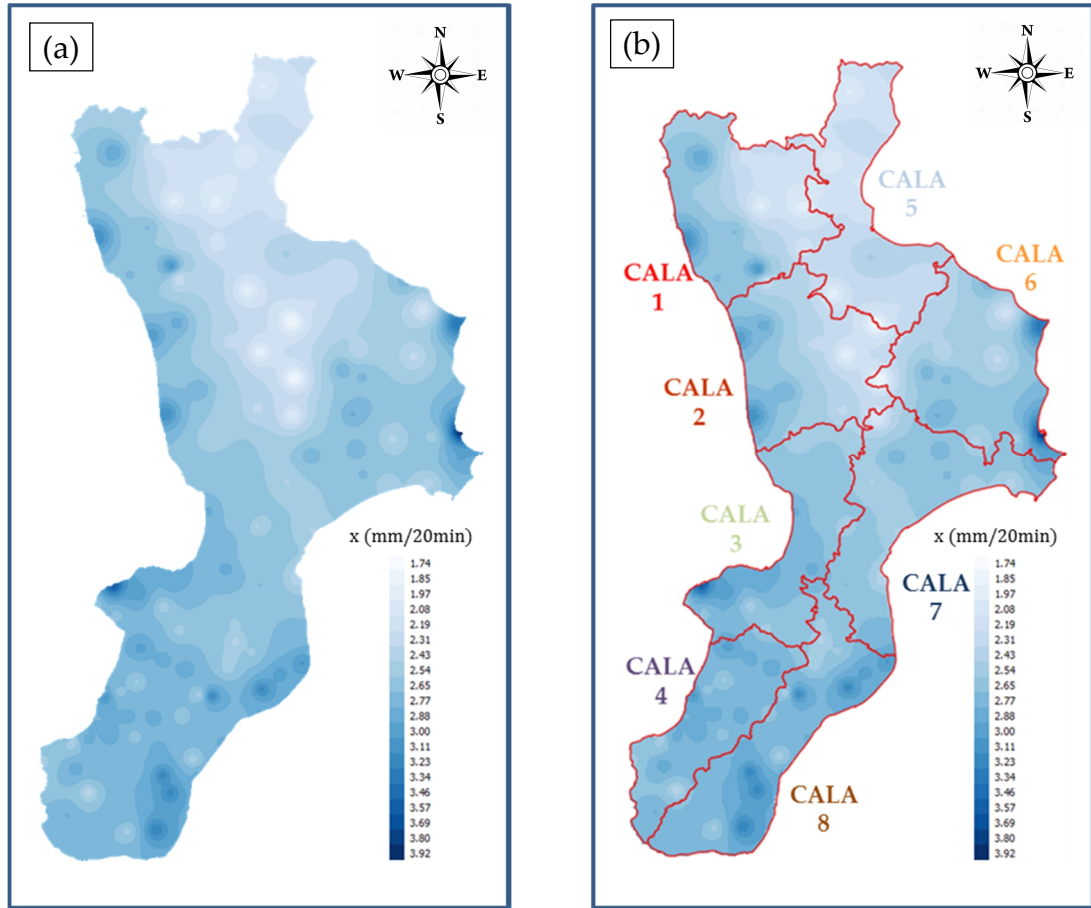 (a)
N
W E
S
x (mm/20min)
1.74
1.85
1.97
2.08
2.19
2.31
2.43
2.54
2.65
2.77
2.88
3.00
3.11
3.23
3.34
3.46
3.57
3.69
3.80
3.92
(b)
N
W E
S
CALA
5
CALA
6
CALA
1
CALA
2
CALA
3
x (mm/20min)
1.74
1.85
1.97
2.08
2.19
2.31
2.43
2.54
2.65
2.77
2.88
3.00
3.11
3.23
3.34
3.46
3.57
3.69
3.80
3.92
CALA
7
CALA
4
CALA
8